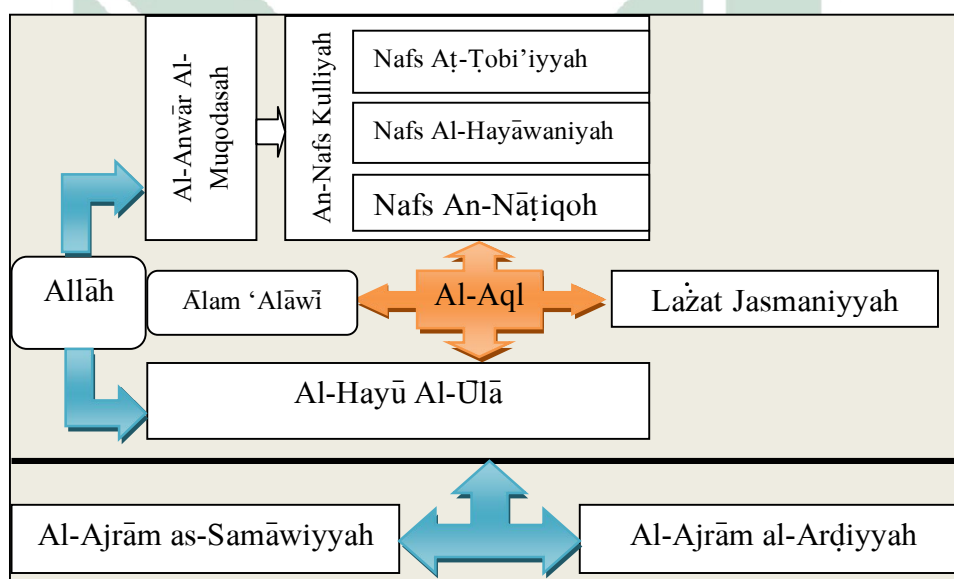 Al-Anwār Al-
Muqodasah
An-Nafs Kulliyah
Nafs Aṭ-Ṭobi’iyyah
Nafs Al-Hayāwaniyah
Nafs An-Nāṭiqoh
Allāh
Ālam ‘Alāwī
Al-Aql
Lażat Jasmaniyyah
Al-Hayū Al-Ūlā
Al-Ajrām as-Samāwiyyah
Al-Ajrām al-Arḍiyyah